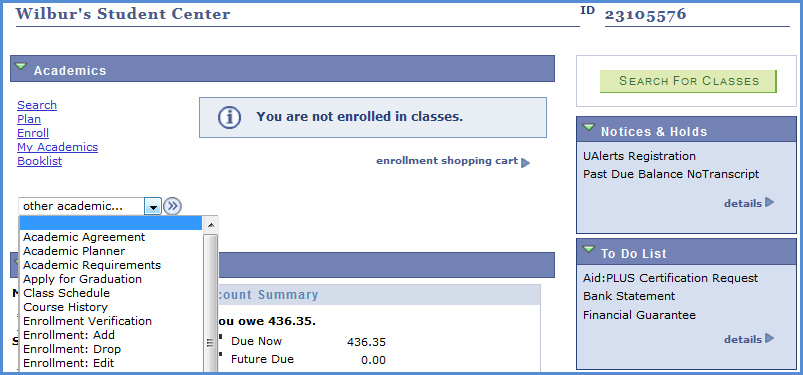 Wilbur's Student Center
ID 23105576
Academics
Search
Plan
Enroll
My Academics
Booklist
You are not enrolled in classes.
enrollment shopping cart
other academic...
Academic Agreement
Academic Planner
Academic Requirements
Apply for Graduation
Class Schedule
Course History
Enrollment Verification
Enrollment: Add
Enrollment: Drop
Enrollment: Edit
count Summary
ou owe 436.35.
Due Now 436.35
Future Due 0.00
Search For Classes
Notices & Holds
UAlerts Registration
Past Due Balance NoTranscript
details
To Do List
Aid:PLUS Certification Request
Bank Statement
Financial Guarantee
details